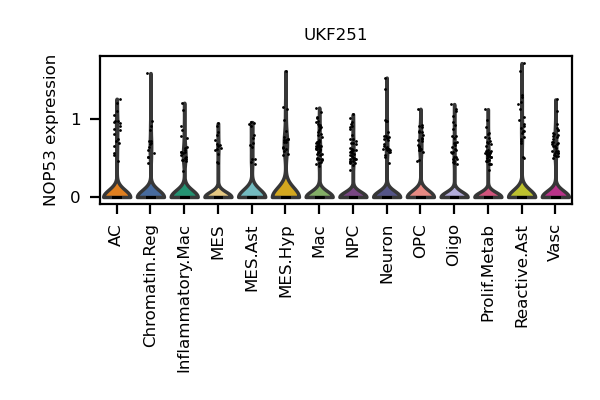 UKF251
NOP53 expression
1
0
AC
Chromatin.Reg
Inflammatory.Mac
MES
MES.Ast
MES.Hyp
Mac
NPC
Neuron
OPC
Oligo
Prolif.Metab
Reactive.Ast
Vasc